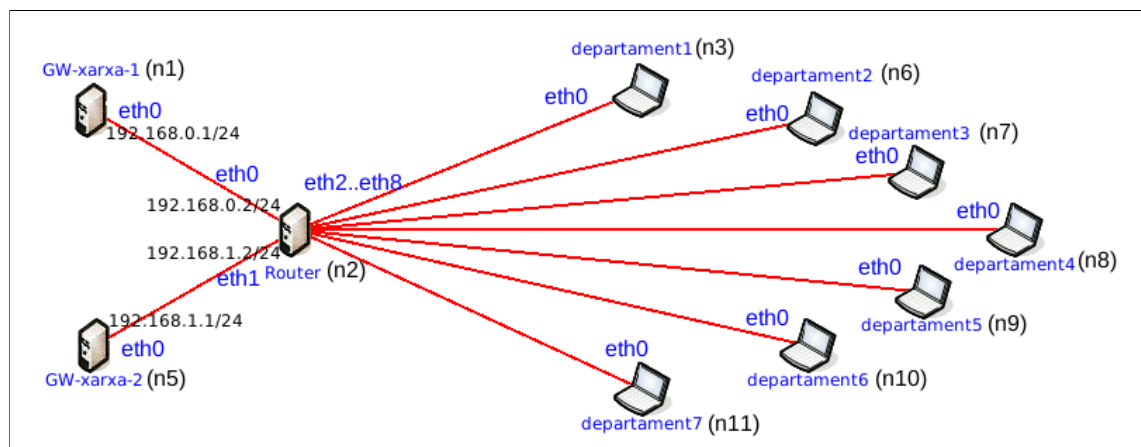 departament1 (n3)
GW-xarxa-1 (n1)
departament2 (n6)
eth0
eth0
eth0
192.168.0.1/24
departament3 (n7)
eth0
eth0
eth2..eth8
192.168.0.2/24
eth0
192.168.1.2/24
Router (n2)
departament4 (n8)
eth1
eth0
192.168.1.1/24
departament5 (n9)
eth0
eth0
eth0
GW-xarxa-2 (n5)
departament6 (n10)
departament7 (n11)